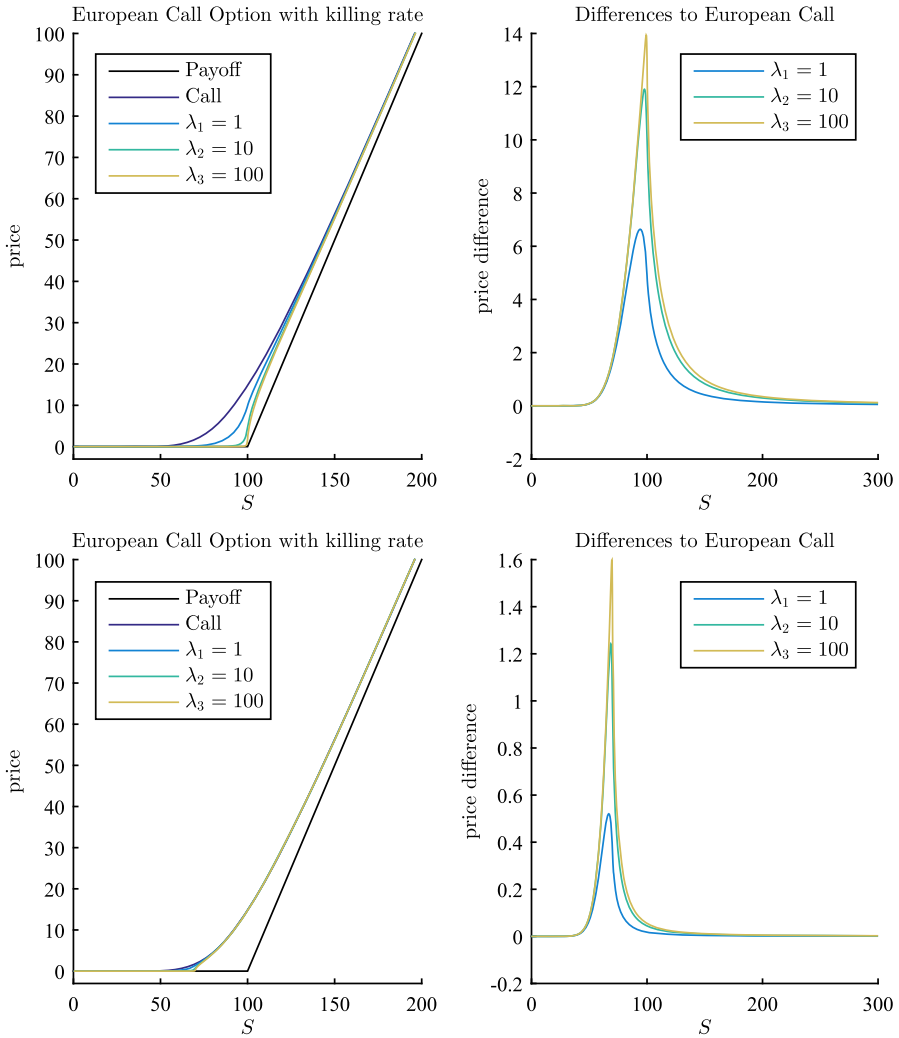 European Call Option with killing rate
100
90
80
70
60
50
40
30
20
10
0
price
Payoff
Call
λ₁ = 1
λ₂ = 10
λ₃ = 100
0 50 100 150 200
S
Differences to European Call
14
12
10
8
6
4
2
0
-2
price difference
λ₁ = 1
λ₂ = 10
λ₃ = 100
0 100 200 300
S
European Call Option with killing rate
100
90
80
70
60
50
40
30
20
10
0
price
Payoff
Call
λ₁ = 1
λ₂ = 10
λ₃ = 100
0 50 100 150 200
S
Differences to European Call
1.6
1.4
1.2
1
0.8
0.6
0.4
0.2
0
-0.2
price difference
λ₁ = 1
λ₂ = 10
λ₃ = 100
0 100 200 300
S